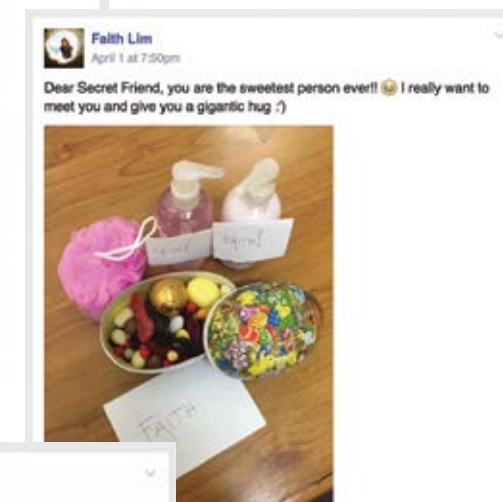 Faith Lim
April 1 at 7:50pm
Dear Secret Friend, you are the sweetest person ever!! 😂 I really want to
meet you and give you a gigantic hug :')
FAITH!
FAITH